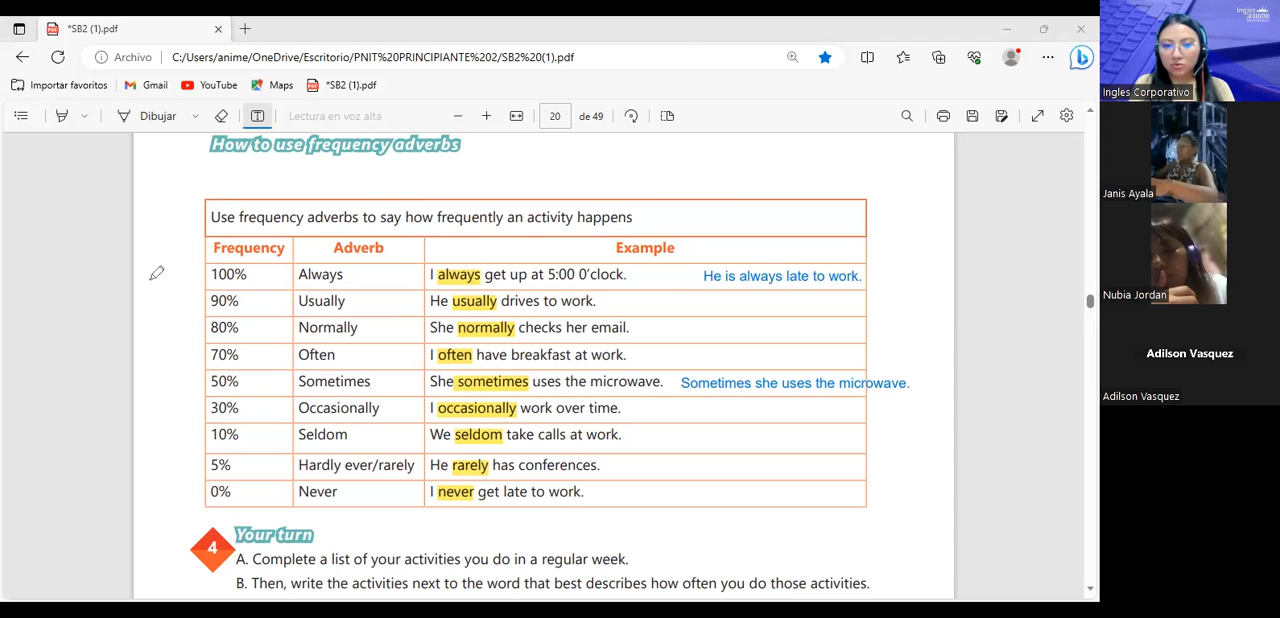 *SB2 (1).pdf
Archivo C:/Users/anime/OneDrive/Escritorio/PNIT%20PRINCIPIANTE%202/SB2%20(1).pdf
Importar favoritos Gmail YouTube Maps *SB2 (1).pdf
Dibujar Lectura en voz alta 20 de 49
How to use frequency adverbs
Use frequency adverbs to say how frequently an activity happens
Frequency Adverb Example
100% Always I always get up at 5:00 0'clock. He is always late to work.
90% Usually He usually drives to work.
80% Normally She normally checks her email.
70% Often I often have breakfast at work.
50% Sometimes She sometimes uses the microwave. Sometimes she uses the microwave.
30% Occasionally I occasionally work over time.
10% Seldom We seldom take calls at work.
5% Hardly ever/rarely He rarely has conferences.
0% Never I never get late to work.
4 Your turn
A. Complete a list of your activities you do in a regular week.
B. Then, write the activities next to the word that best describes how often you do those activities.
Ingles
Ingles Corporativo
Janis Ayala
Nubia Jordan
Adilson Vasquez
Adilson Vasquez